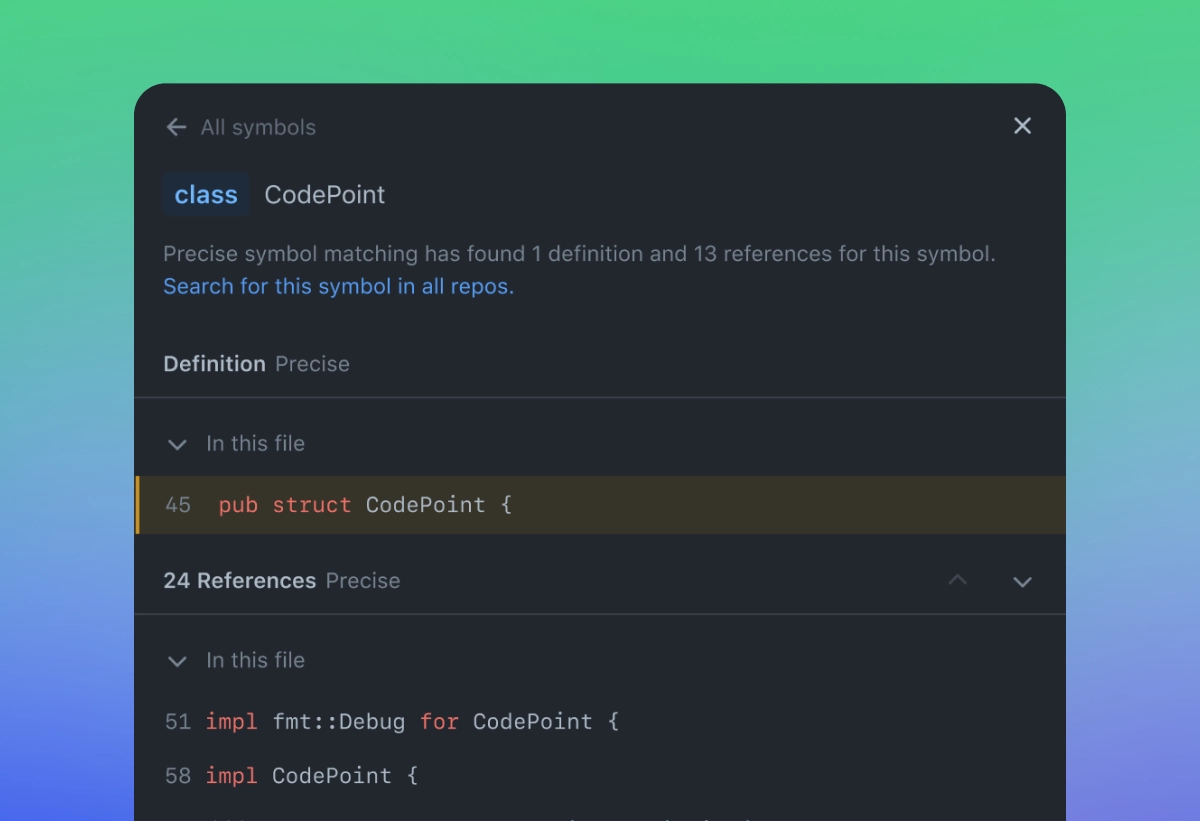 All symbols
class CodePoint
Precise symbol matching has found 1 definition and 13 references for this symbol.
Search for this symbol in all repos.
Definition Precise
In this file
45 pub struct CodePoint {
24 References Precise
In this file
51 impl fmt::Debug for CodePoint {
58 impl CodePoint {